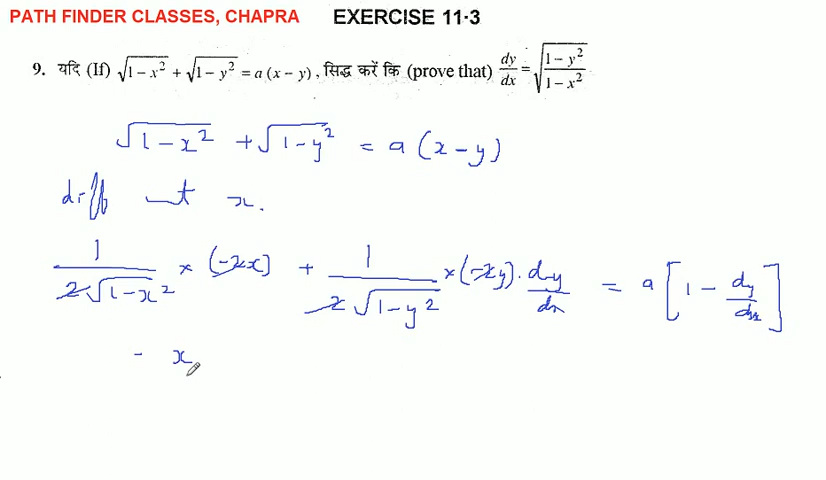 PATH FINDER CLASSES, CHAPRA EXERCISE 11·3
9. यदि (If) √(1 − x²) + √(1 − y²) = a (x − y), सिद्ध करें कि (prove that) dy/dx = √((1 − y²)/(1 − x²))
√(1 − x²) + √(1 − y²) = a (x − y)
diff wrt x.
1/(2√(1 − x²)) × (−2x) + 1/(2√(1 − y²)) × (−2y) · dy/dx = a [1 − dy/dx]
− x